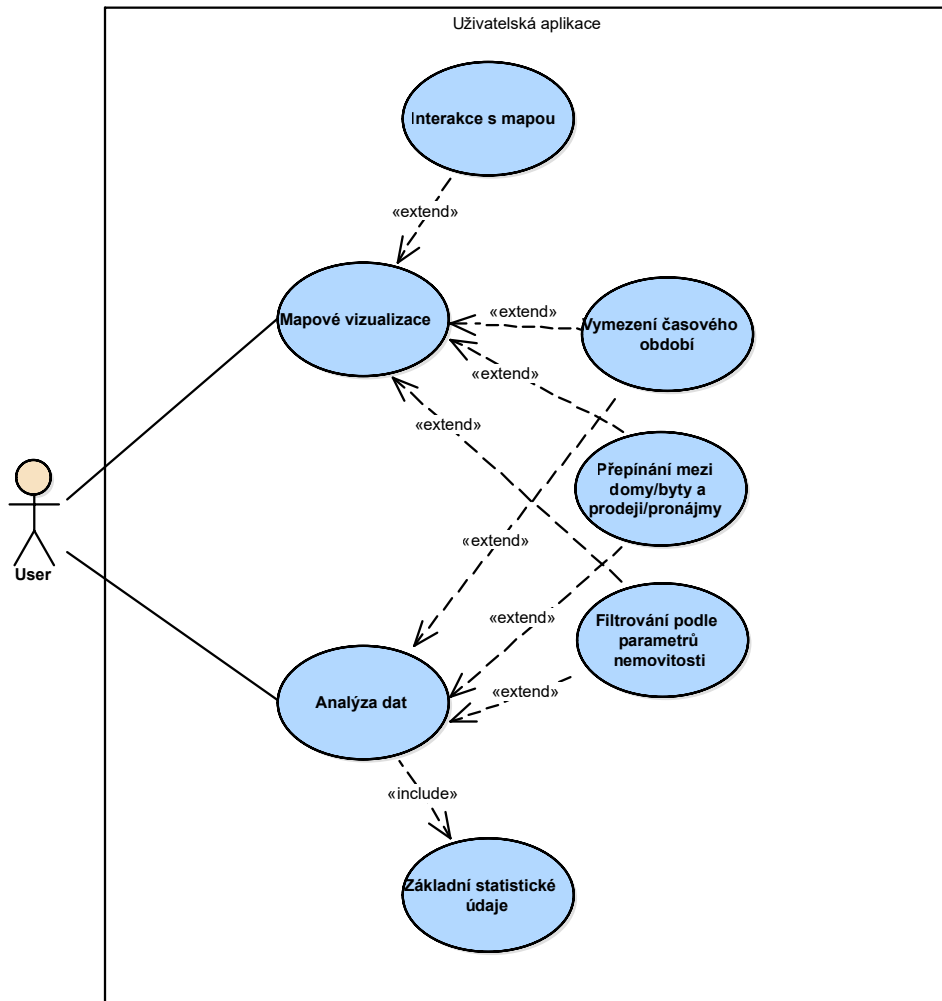 Uživatelská aplikace
Interakce s mapou
«extend»
Mapové vizualizace
«extend»
Vymezení časového
období
«extend»
«extend»
Přepínání mezi
domy/byty a
prodeji/pronájmy
User
«extend»
Filtrování podle
parametrů
nemovitosti
«extend»
«extend»
Analýza dat
«include»
Základní statistické
údaje